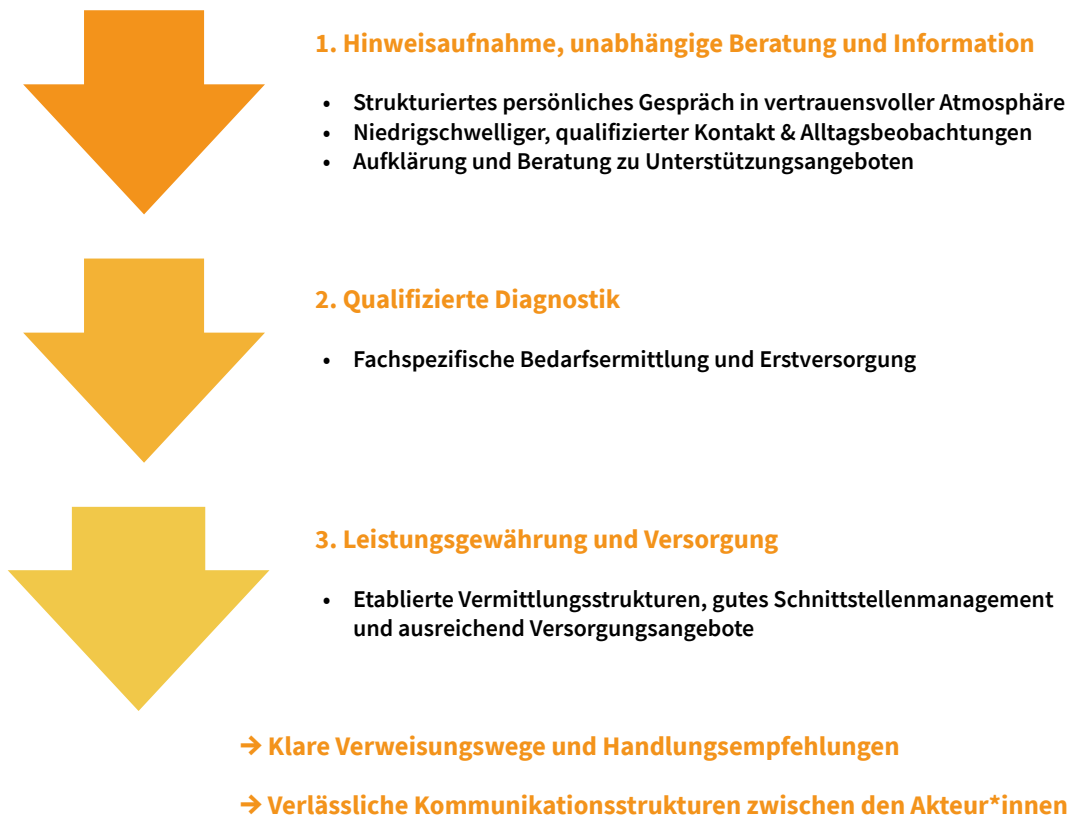 1. Hinweisaufnahme, unabhängige Beratung und Information
• Strukturiertes persönliches Gespräch in vertrauensvoller Atmosphäre
• Niedrigschwelliger, qualifizierter Kontakt & Alltagsbeobachtungen
• Aufklärung und Beratung zu Unterstützungsangeboten
2. Qualifizierte Diagnostik
• Fachspezifische Bedarfsermittlung und Erstversorgung
3. Leistungsgewährung und Versorgung
• Etablierte Vermittlungsstrukturen, gutes Schnittstellenmanagement
und ausreichend Versorgungsangebote
→ Klare Verweisungswege und Handlungsempfehlungen
→ Verlässliche Kommunikationsstrukturen zwischen den Akteur*innen